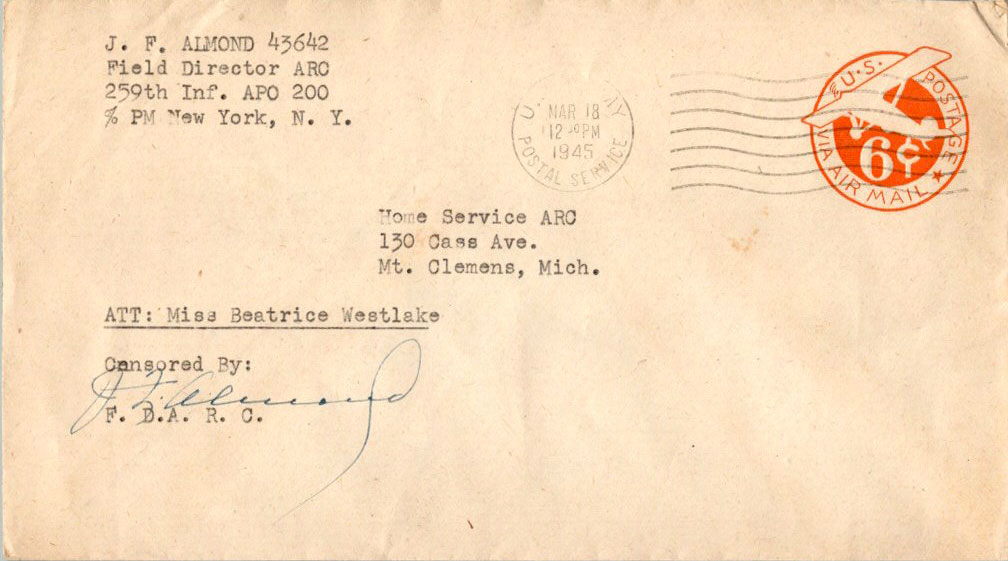 J. F. ALMOND 43642
Field Director ARC
259th Inf. APO 200
% PM New York, N. Y.
MAR 18
12 30 PM
1945
POSTAL SERVICE
U.S. POSTAGE
6¢
VIA AIR MAIL
Home Service ARC
130 Cass Ave.
Mt. Clemens, Mich.
ATT: Miss Beatrice Westlake
Censored By:
J. F. Almond
F. D.A. R. C.